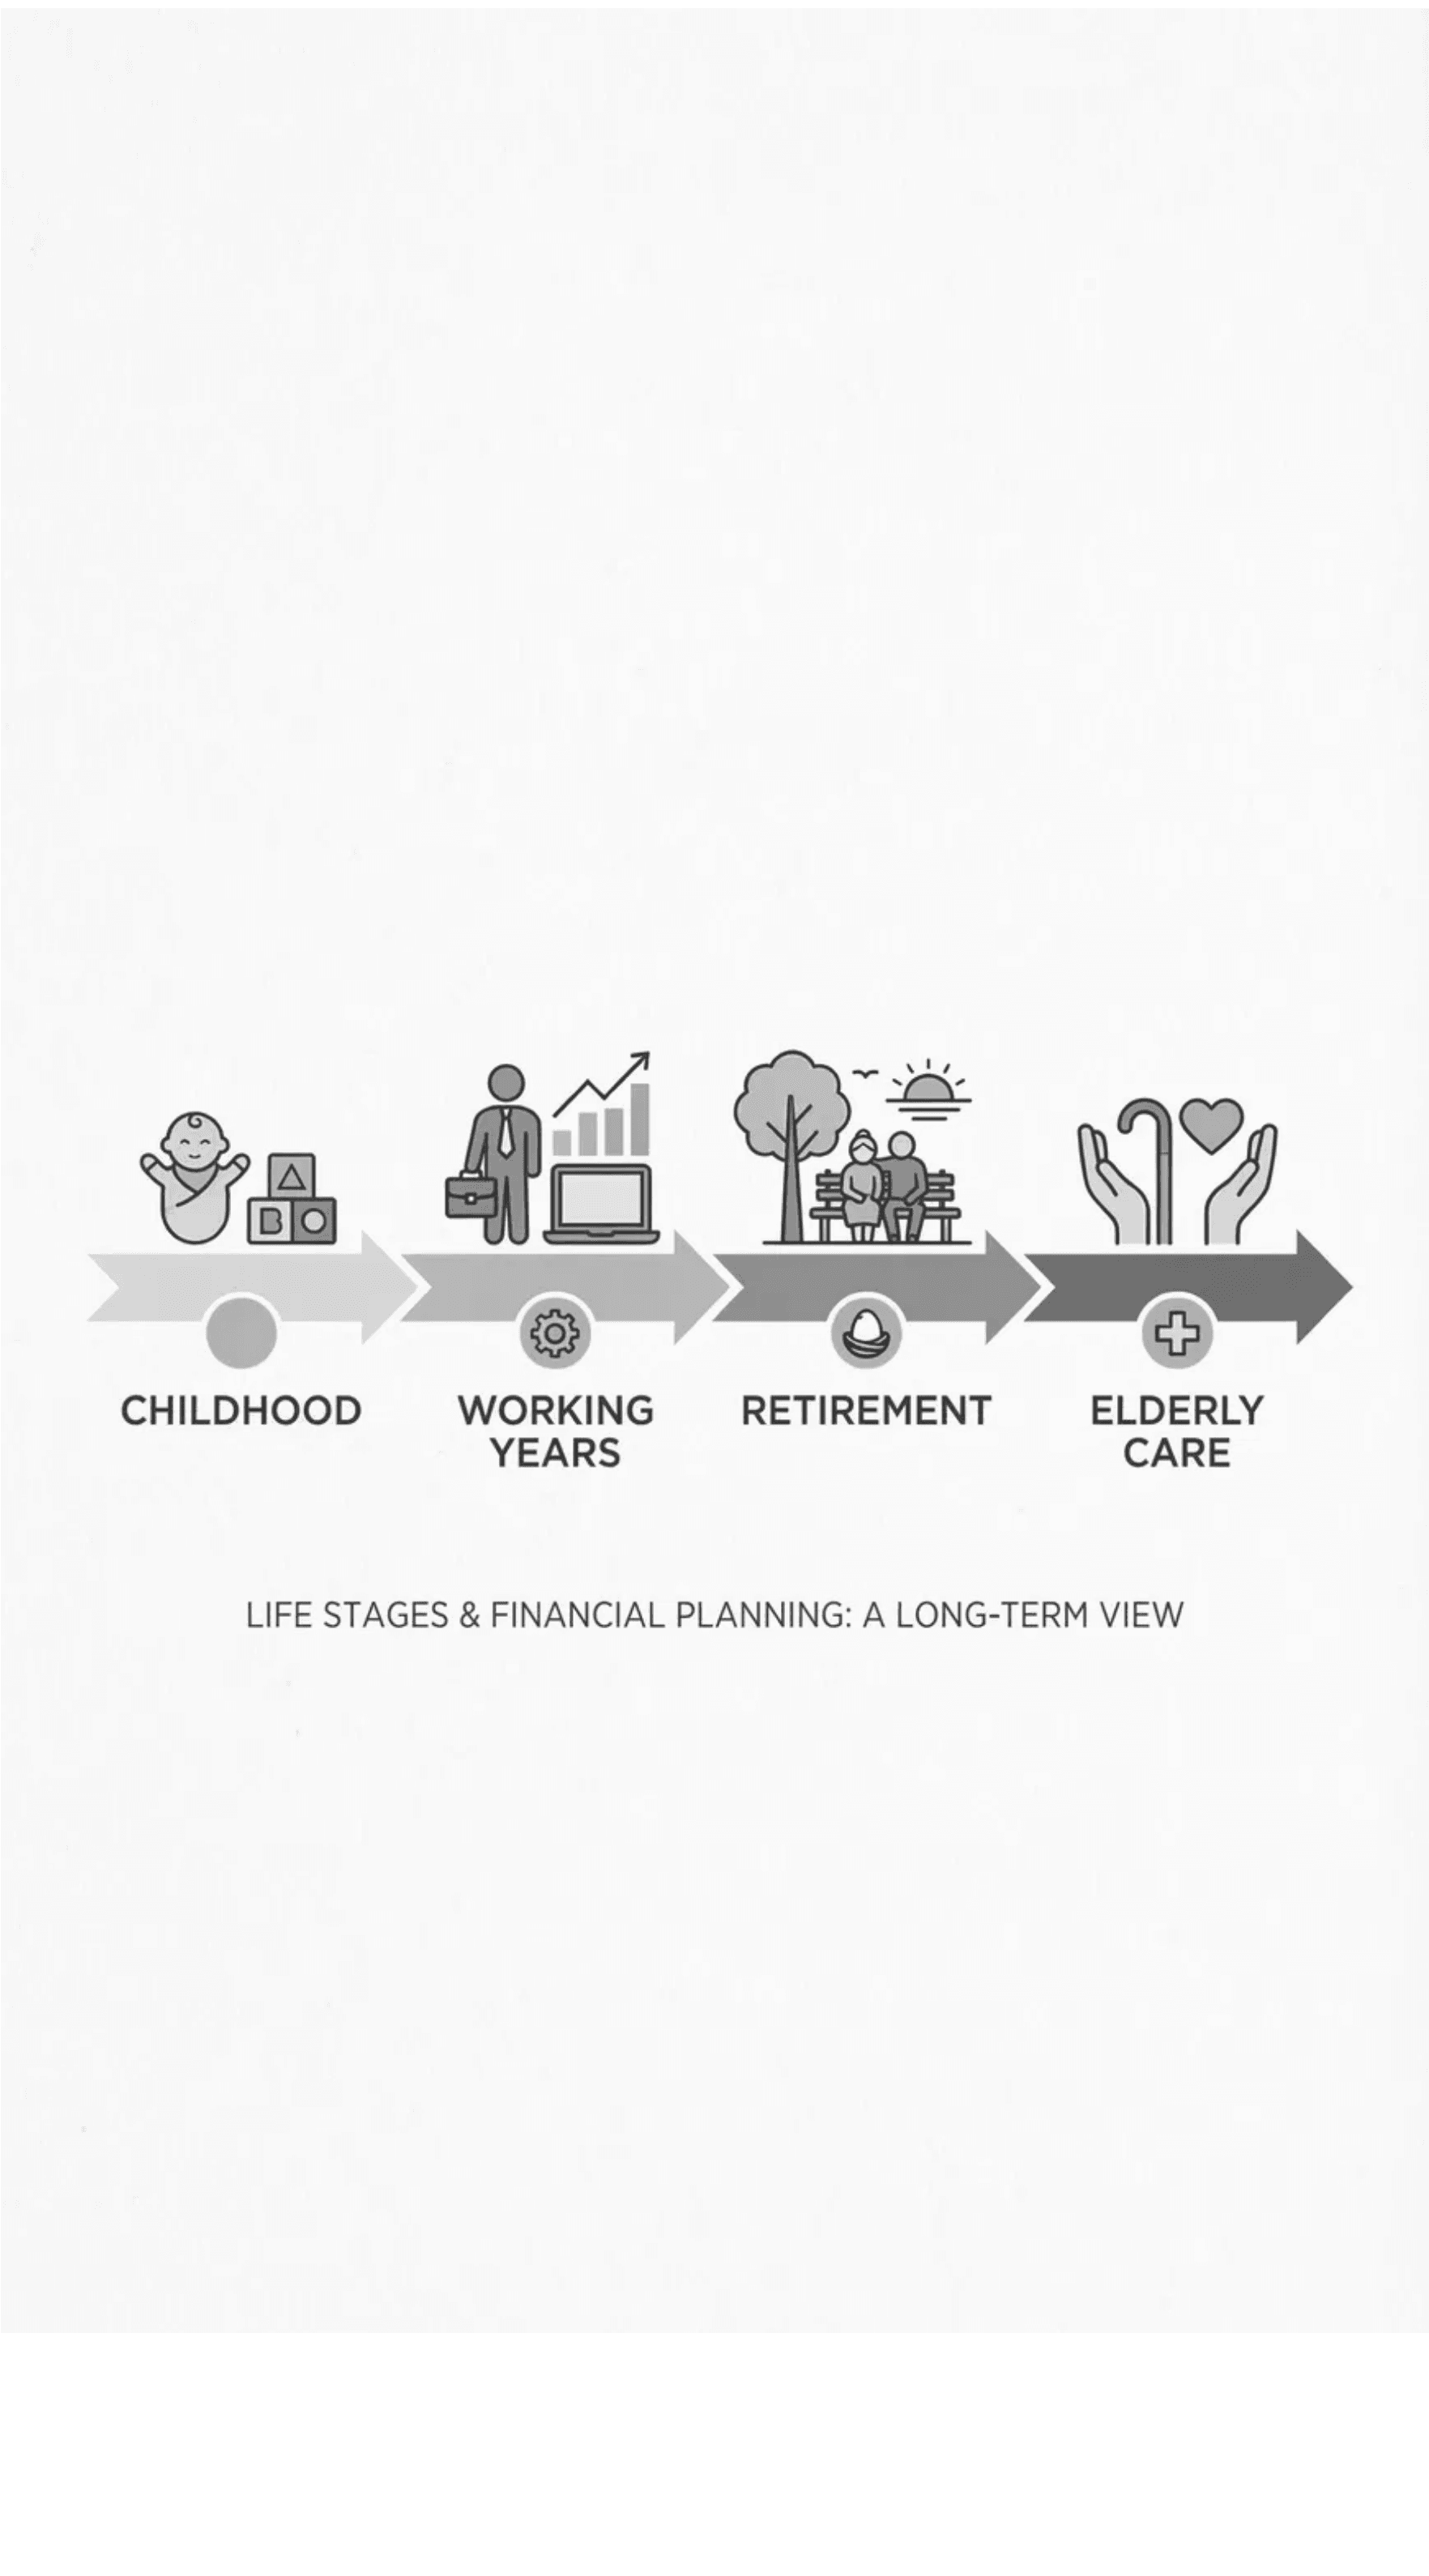 B
CHILDHOOD
WORKING
YEARS
RETIREMENT
ELDERLY
CARE
LIFE STAGES & FINANCIAL PLANNING: A LONG-TERM VIEW